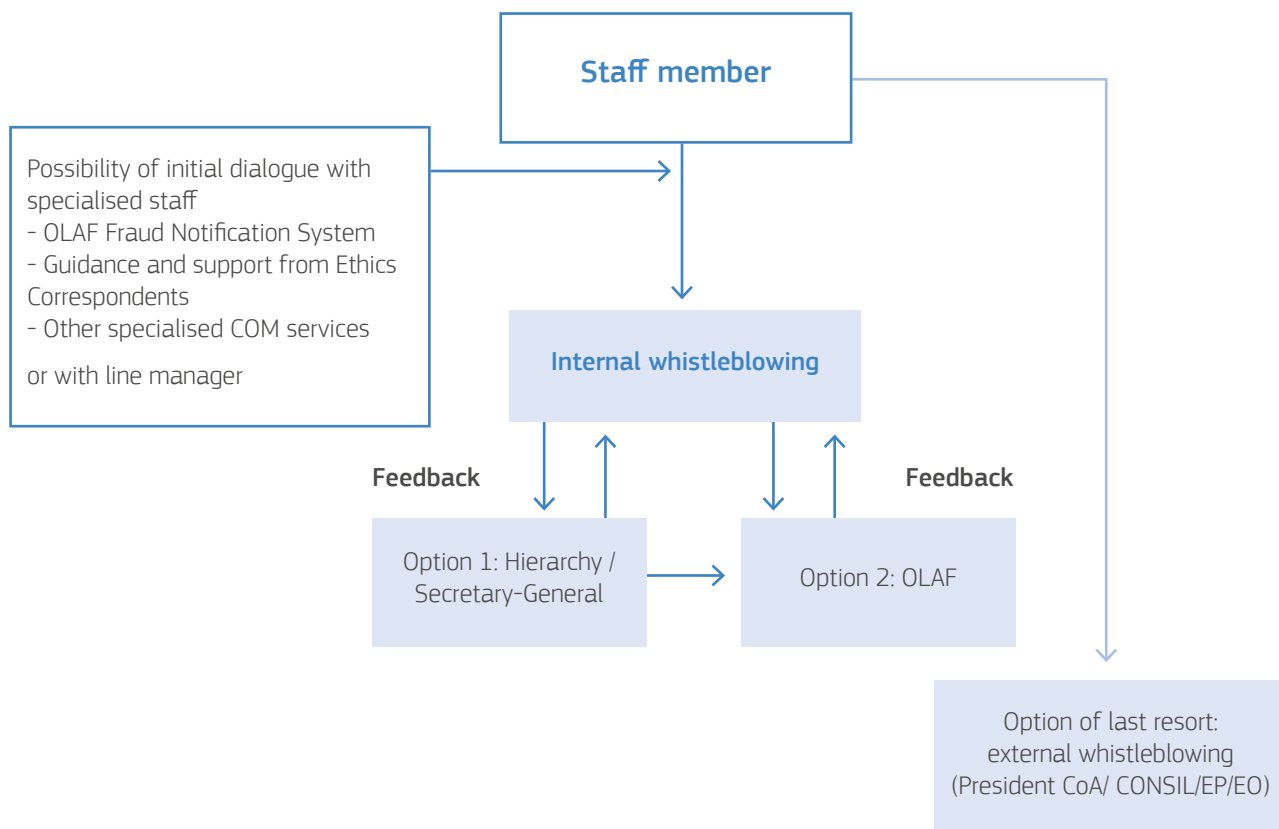 Staff member
Possibility of initial dialogue with
specialised staff
- OLAF Fraud Notification System
- Guidance and support from Ethics
Correspondents
- Other specialised COM services
or with line manager
Internal whistleblowing
Feedback
Feedback
Option 1: Hierarchy /
Secretary-General
Option 2: OLAF
Option of last resort:
external whistleblowing
(President CoA/ CONSIL/EP/EO)